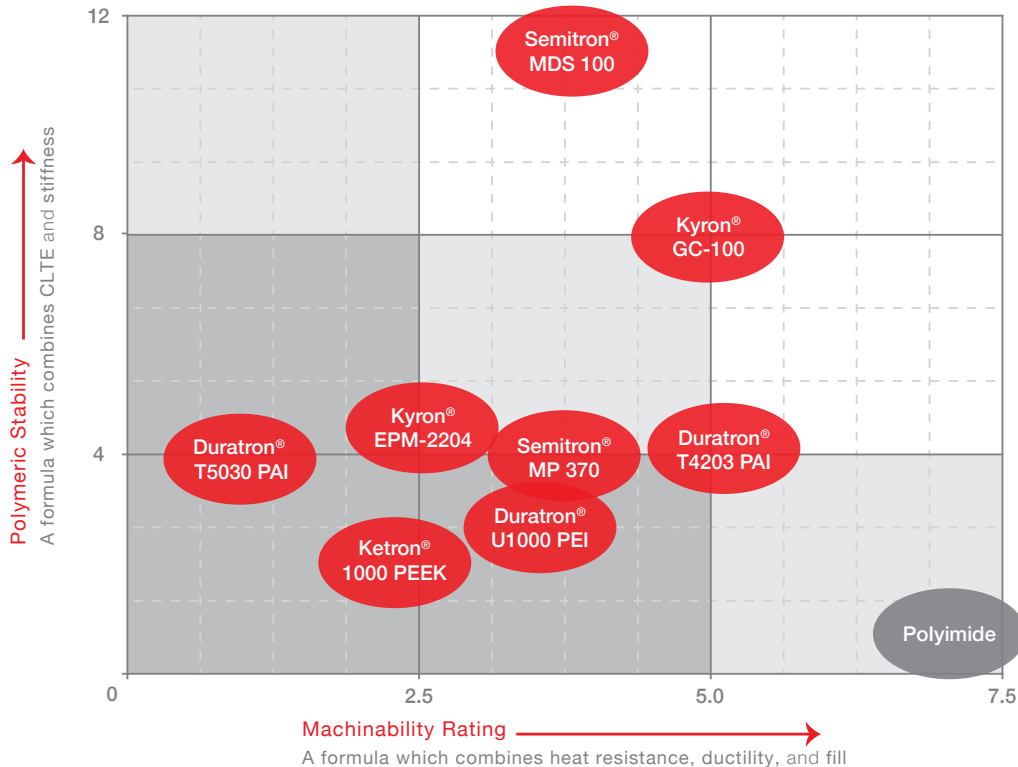 12
Semitron®
MDS 100
Kyron®
GC-100
8
Kyron®
EPM-2204
Duratron®
T5030 PAI
Semitron®
MP 370
Duratron®
T4203 PAI
4
Duratron®
U1000 PEI
Ketron®
1000 PEEK
Polyimide
0
2.5
5.0
7.5
Polymeric Stability
A formula which combines CLTE and stiffness
Machinability Rating
A formula which combines heat resistance, ductility, and fill